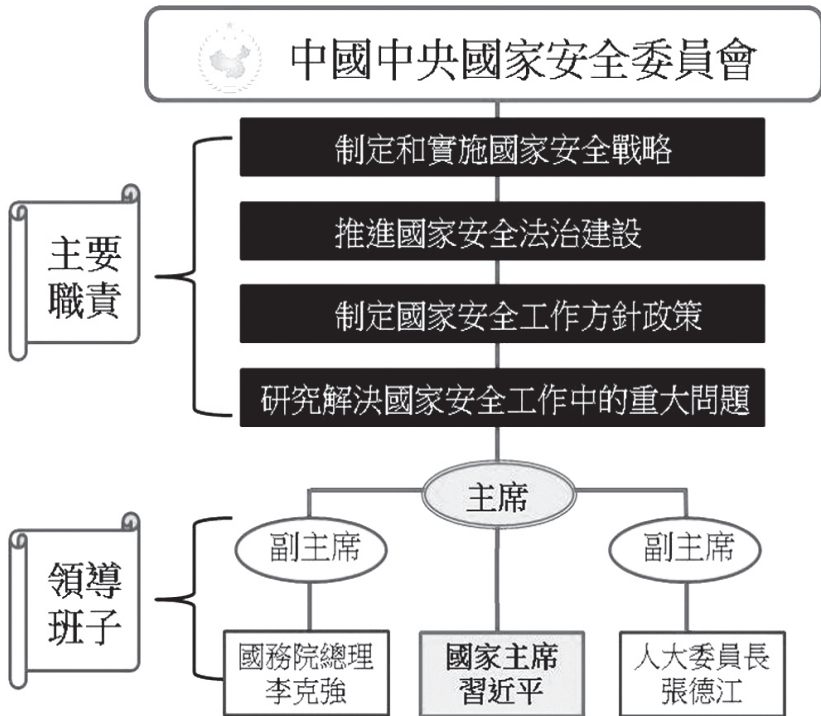 中國中央國家安全委員會
主要
職責
制定和實施國家安全戰略
推進國家安全法治建設
制定國家安全工作方針政策
研究解決國家安全工作中的重大問題
主席
領導
班子
副主席
副主席
國務院總理
李克強
國家主席
習近平
人大委員長
張德江